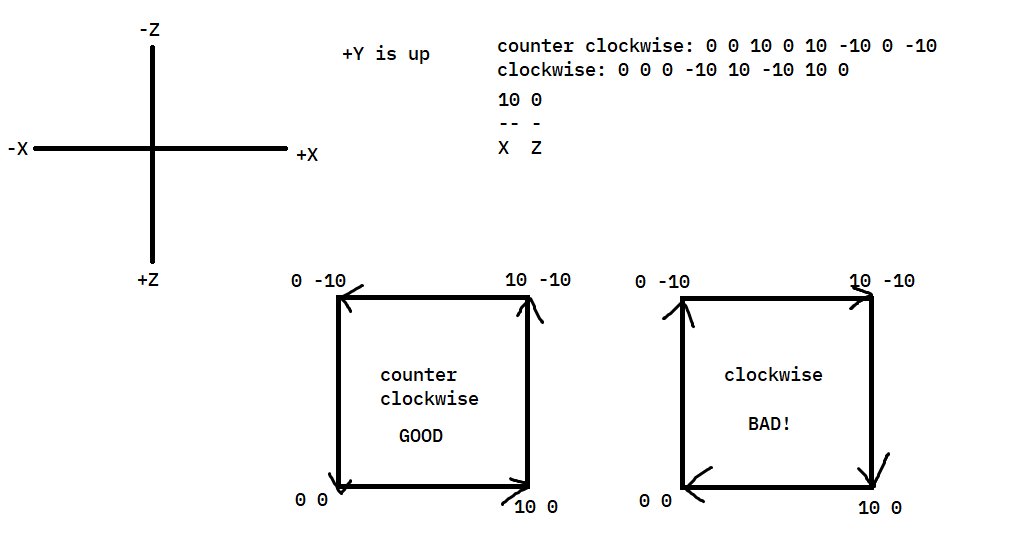 -Z
+Y is up
counter clockwise: 0 0 10 0 10 -10 0 -10
clockwise: 0 0 0 -10 10 -10 10 0
10 0
-- -
X Z
-X
+X
+Z
0 -10
10 -10
0 -10
10 -10
counter
clockwise
GOOD
clockwise
BAD!
0 0
10 0
0 0
10 0